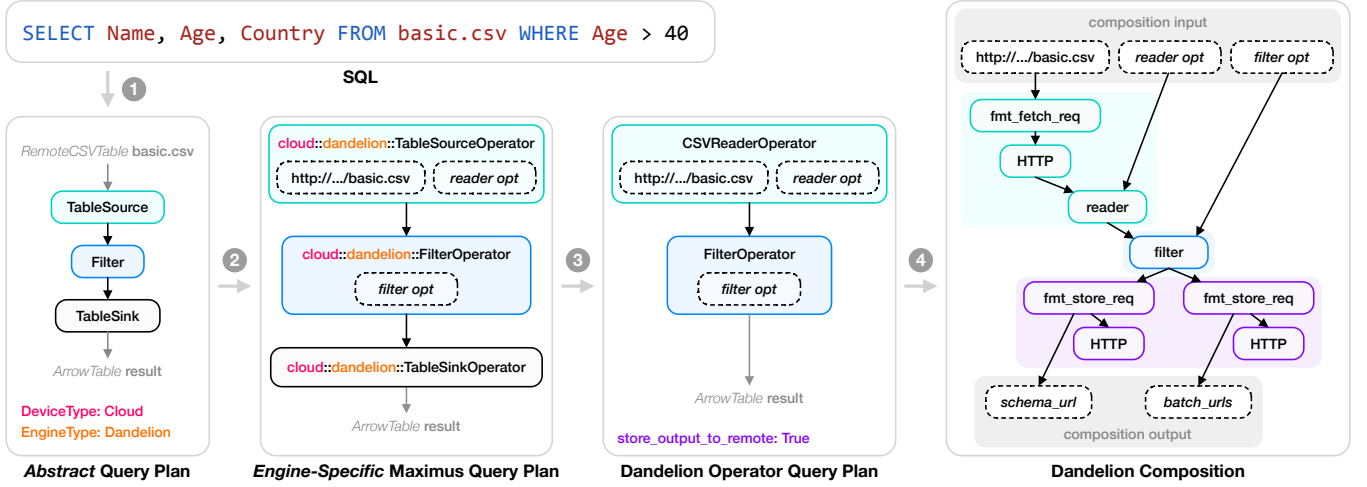 SELECT Name, Age, Country FROM basic.csv WHERE Age > 40
SQL
1
RemoteCSVTable basic.csv
TableSource
Filter
TableSink
ArrowTable result
DeviceType: Cloud
EngineType: Dandelion
Abstract Query Plan
2
cloud::dandelion::TableSourceOperator
http://.../basic.csv
reader opt
cloud::dandelion::FilterOperator
filter opt
cloud::dandelion::TableSinkOperator
ArrowTable result
Engine-Specific Maximus Query Plan
3
CSVReaderOperator
http://.../basic.csv
reader opt
FilterOperator
filter opt
ArrowTable result
store_output_to_remote: True
Dandelion Operator Query Plan
4
composition input
http://.../basic.csv
reader opt
filter opt
fmt_fetch_req
HTTP
reader
filter
fmt_store_req
fmt_store_req
HTTP
HTTP
schema_url
batch_urls
composition output
Dandelion Composition